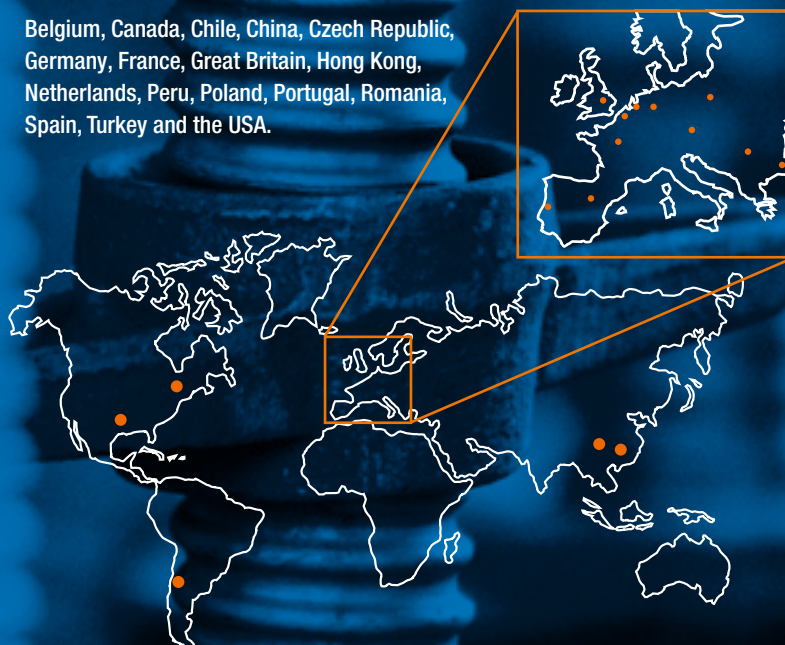 Belgium, Canada, Chile, China, Czech Republic,
Germany, France, Great Britain, Hong Kong,
Netherlands, Peru, Poland, Portugal, Romania,
Spain, Turkey and the USA.